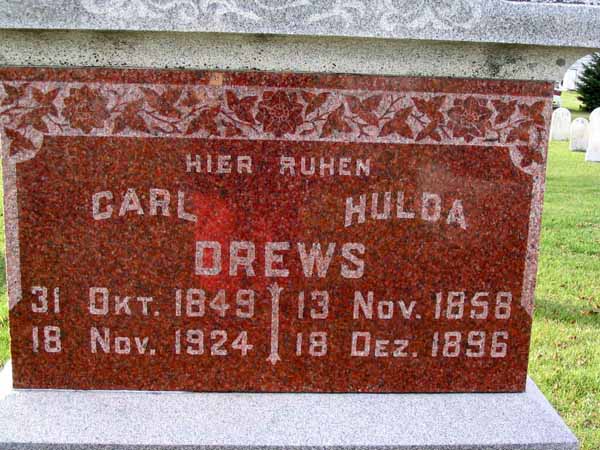 HIER RUHEN
CARL HULDA
DREWS
31 OKT. 1849 13 NOV. 1858
18 NOV. 1924 18 DEZ. 1896